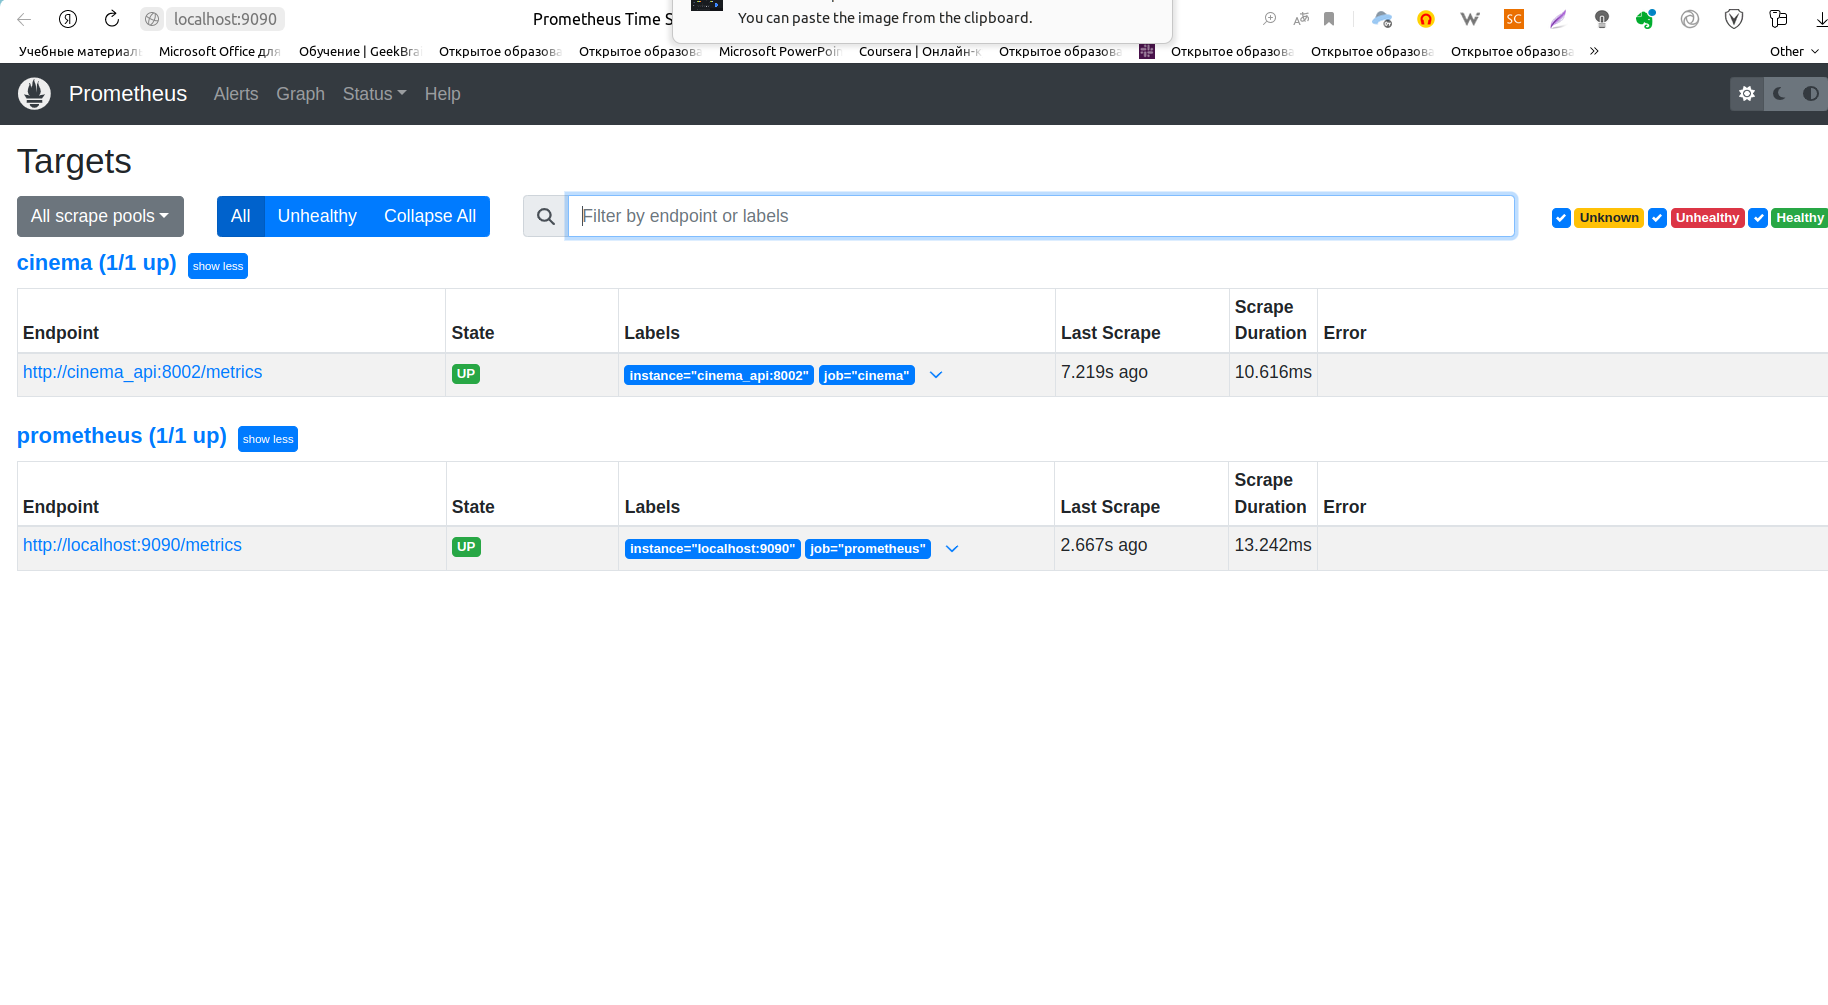 You can paste the image from the clipboard.
localhost:9090
Prometheus Time S
Учебные материал
Microsoft Office для
Обучение | GeekBra
Открытое образова
Открытое образова
Microsoft PowerPoin
Coursera | Онлайн-к
Открытое образова
Открытое образова
Открытое образова
Открытое образова
»
Other
Prometheus Alerts Graph Status Help
Targets
All scrape pools
All Unhealthy Collapse All
Filter by endpoint or labels
Unknown Unhealthy Healthy
cinema (1/1 up) show less
Endpoint State Labels Last Scrape Scrape Duration Error
http://cinema_api:8002/metrics UP instance="cinema_api:8002" job="cinema" 7.219s ago 10.616ms
prometheus (1/1 up) show less
Endpoint State Labels Last Scrape Scrape Duration Error
http://localhost:9090/metrics UP instance="localhost:9090" job="prometheus" 2.667s ago 13.242ms